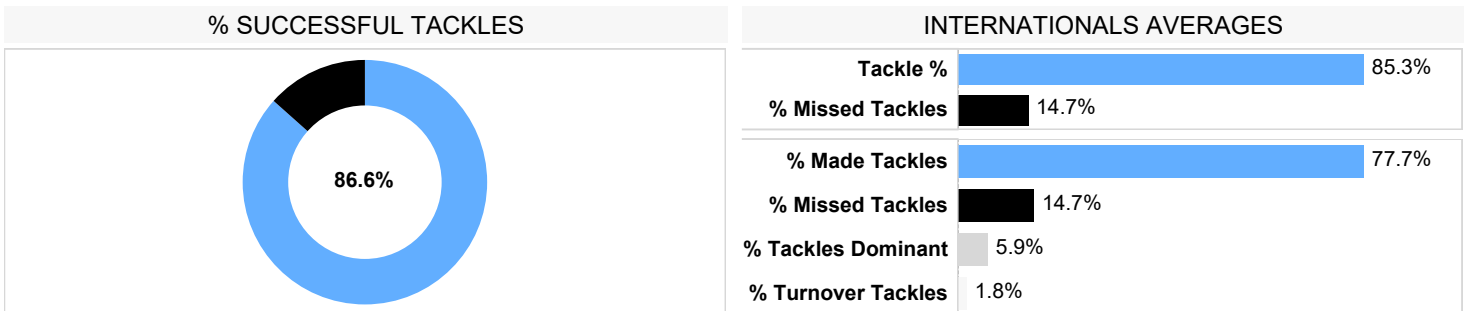 % SUCCESSFUL TACKLES
86.6%
INTERNATIONALS AVERAGES
Tackle % 85.3%
% Missed Tackles 14.7%
% Made Tackles 77.7%
% Missed Tackles 14.7%
% Tackles Dominant 5.9%
% Turnover Tackles 1.8%